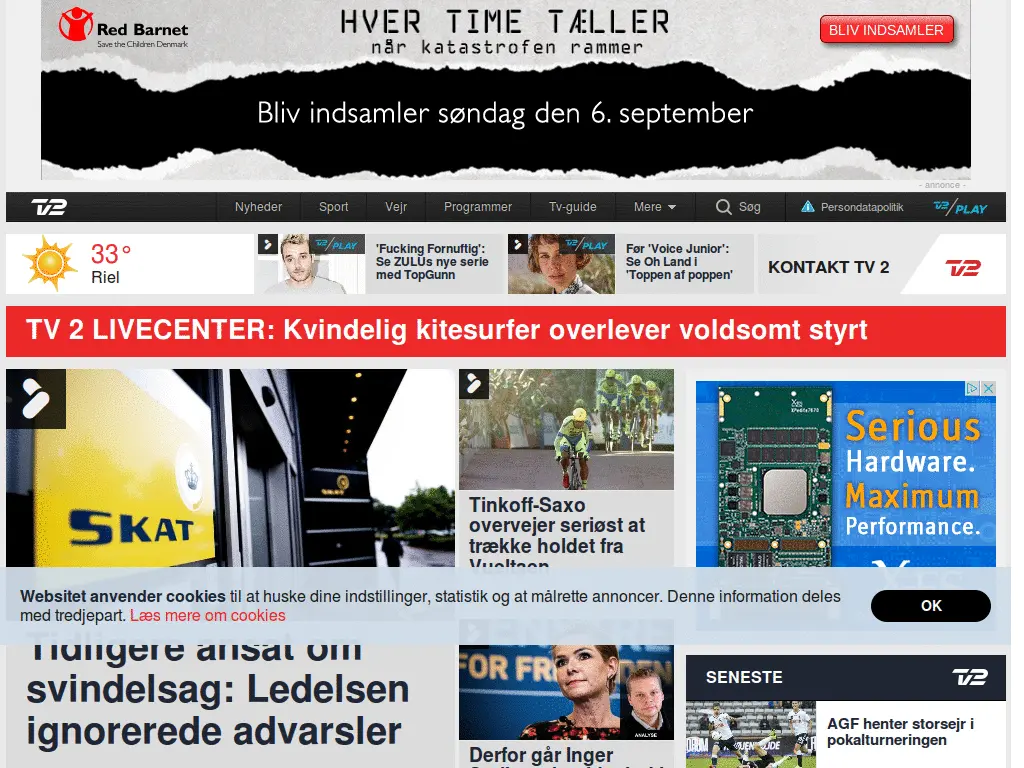 Red Barnet
Save the Children Denmark
HVER TIME TÆLLER
når katastrofen rammer
BLIV INDSAMLER
Bliv indsamler søndag den 6. september
- annonce -
TV2
Nyheder
Sport
Vejr
Programmer
Tv-guide
Mere
Søg
Persondatapolitik
TV2/PLAY
33°
Riel
TV2/PLAY
'Fucking Fornuftig':
Se ZULUs nye serie
med TopGunn
TV2/PLAY
Før 'Voice Junior':
Se Oh Land i
'Toppen af poppen'
KONTAKT TV 2
TV2
TV 2 LIVECENTER: Kvindelig kitesurfer overlever voldsomt styrt
SKAT
Tinkoff-Saxo
overvejer seriøst at
trække holdet fra
Vueltaen
Serious
Hardware.
Maximum
Performance.
Websitet anvender cookies til at huske dine indstillinger, statistik og at målrette annoncer. Denne information deles
med tredjepart. Læs mere om cookies
OK
Tidligere ansat om
svindelsag: Ledelsen
ignorerede advarsler
FOR FR
ANALYSE
Derfor går Inger
SENESTE
TV2
AGF henter storsejr i
pokalturneringen